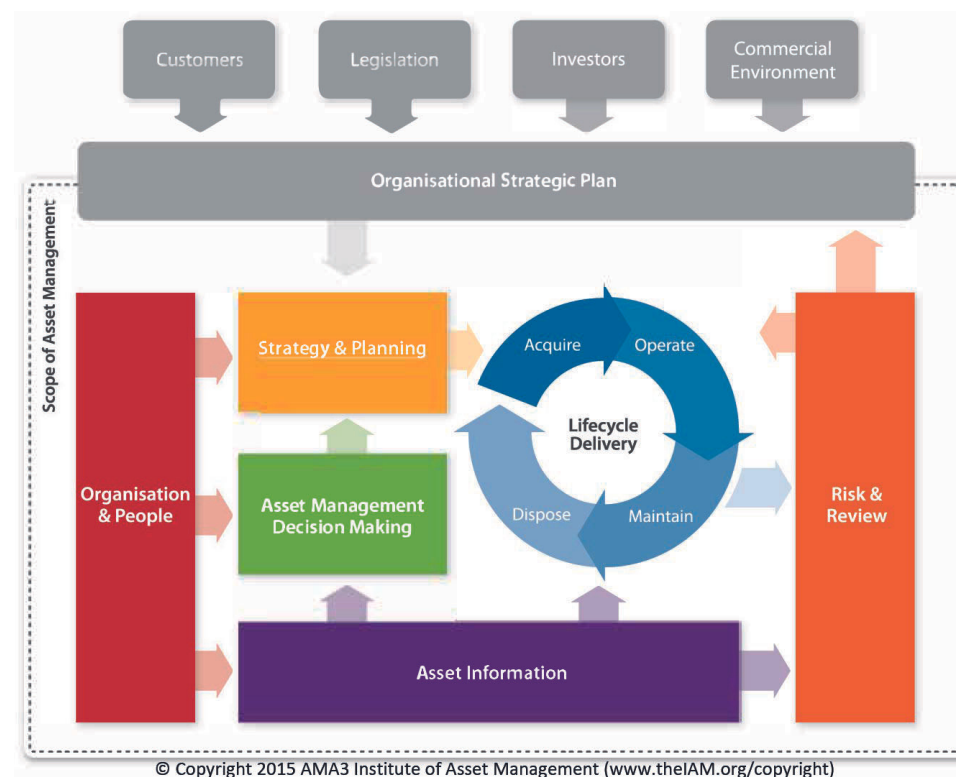 Customers
Legislation
Investors
Commercial
Environment
Organisational Strategic Plan
Scope of Asset Management
Strategy & Planning
Acquire
Operate
Lifecycle
Delivery
Organisation
& People
Asset Management
Decision Making
Dispose
Maintain
Risk &
Review
Asset Information
© Copyright 2015 AMA3 Institute of Asset Management (www.theIAM.org/copyright)